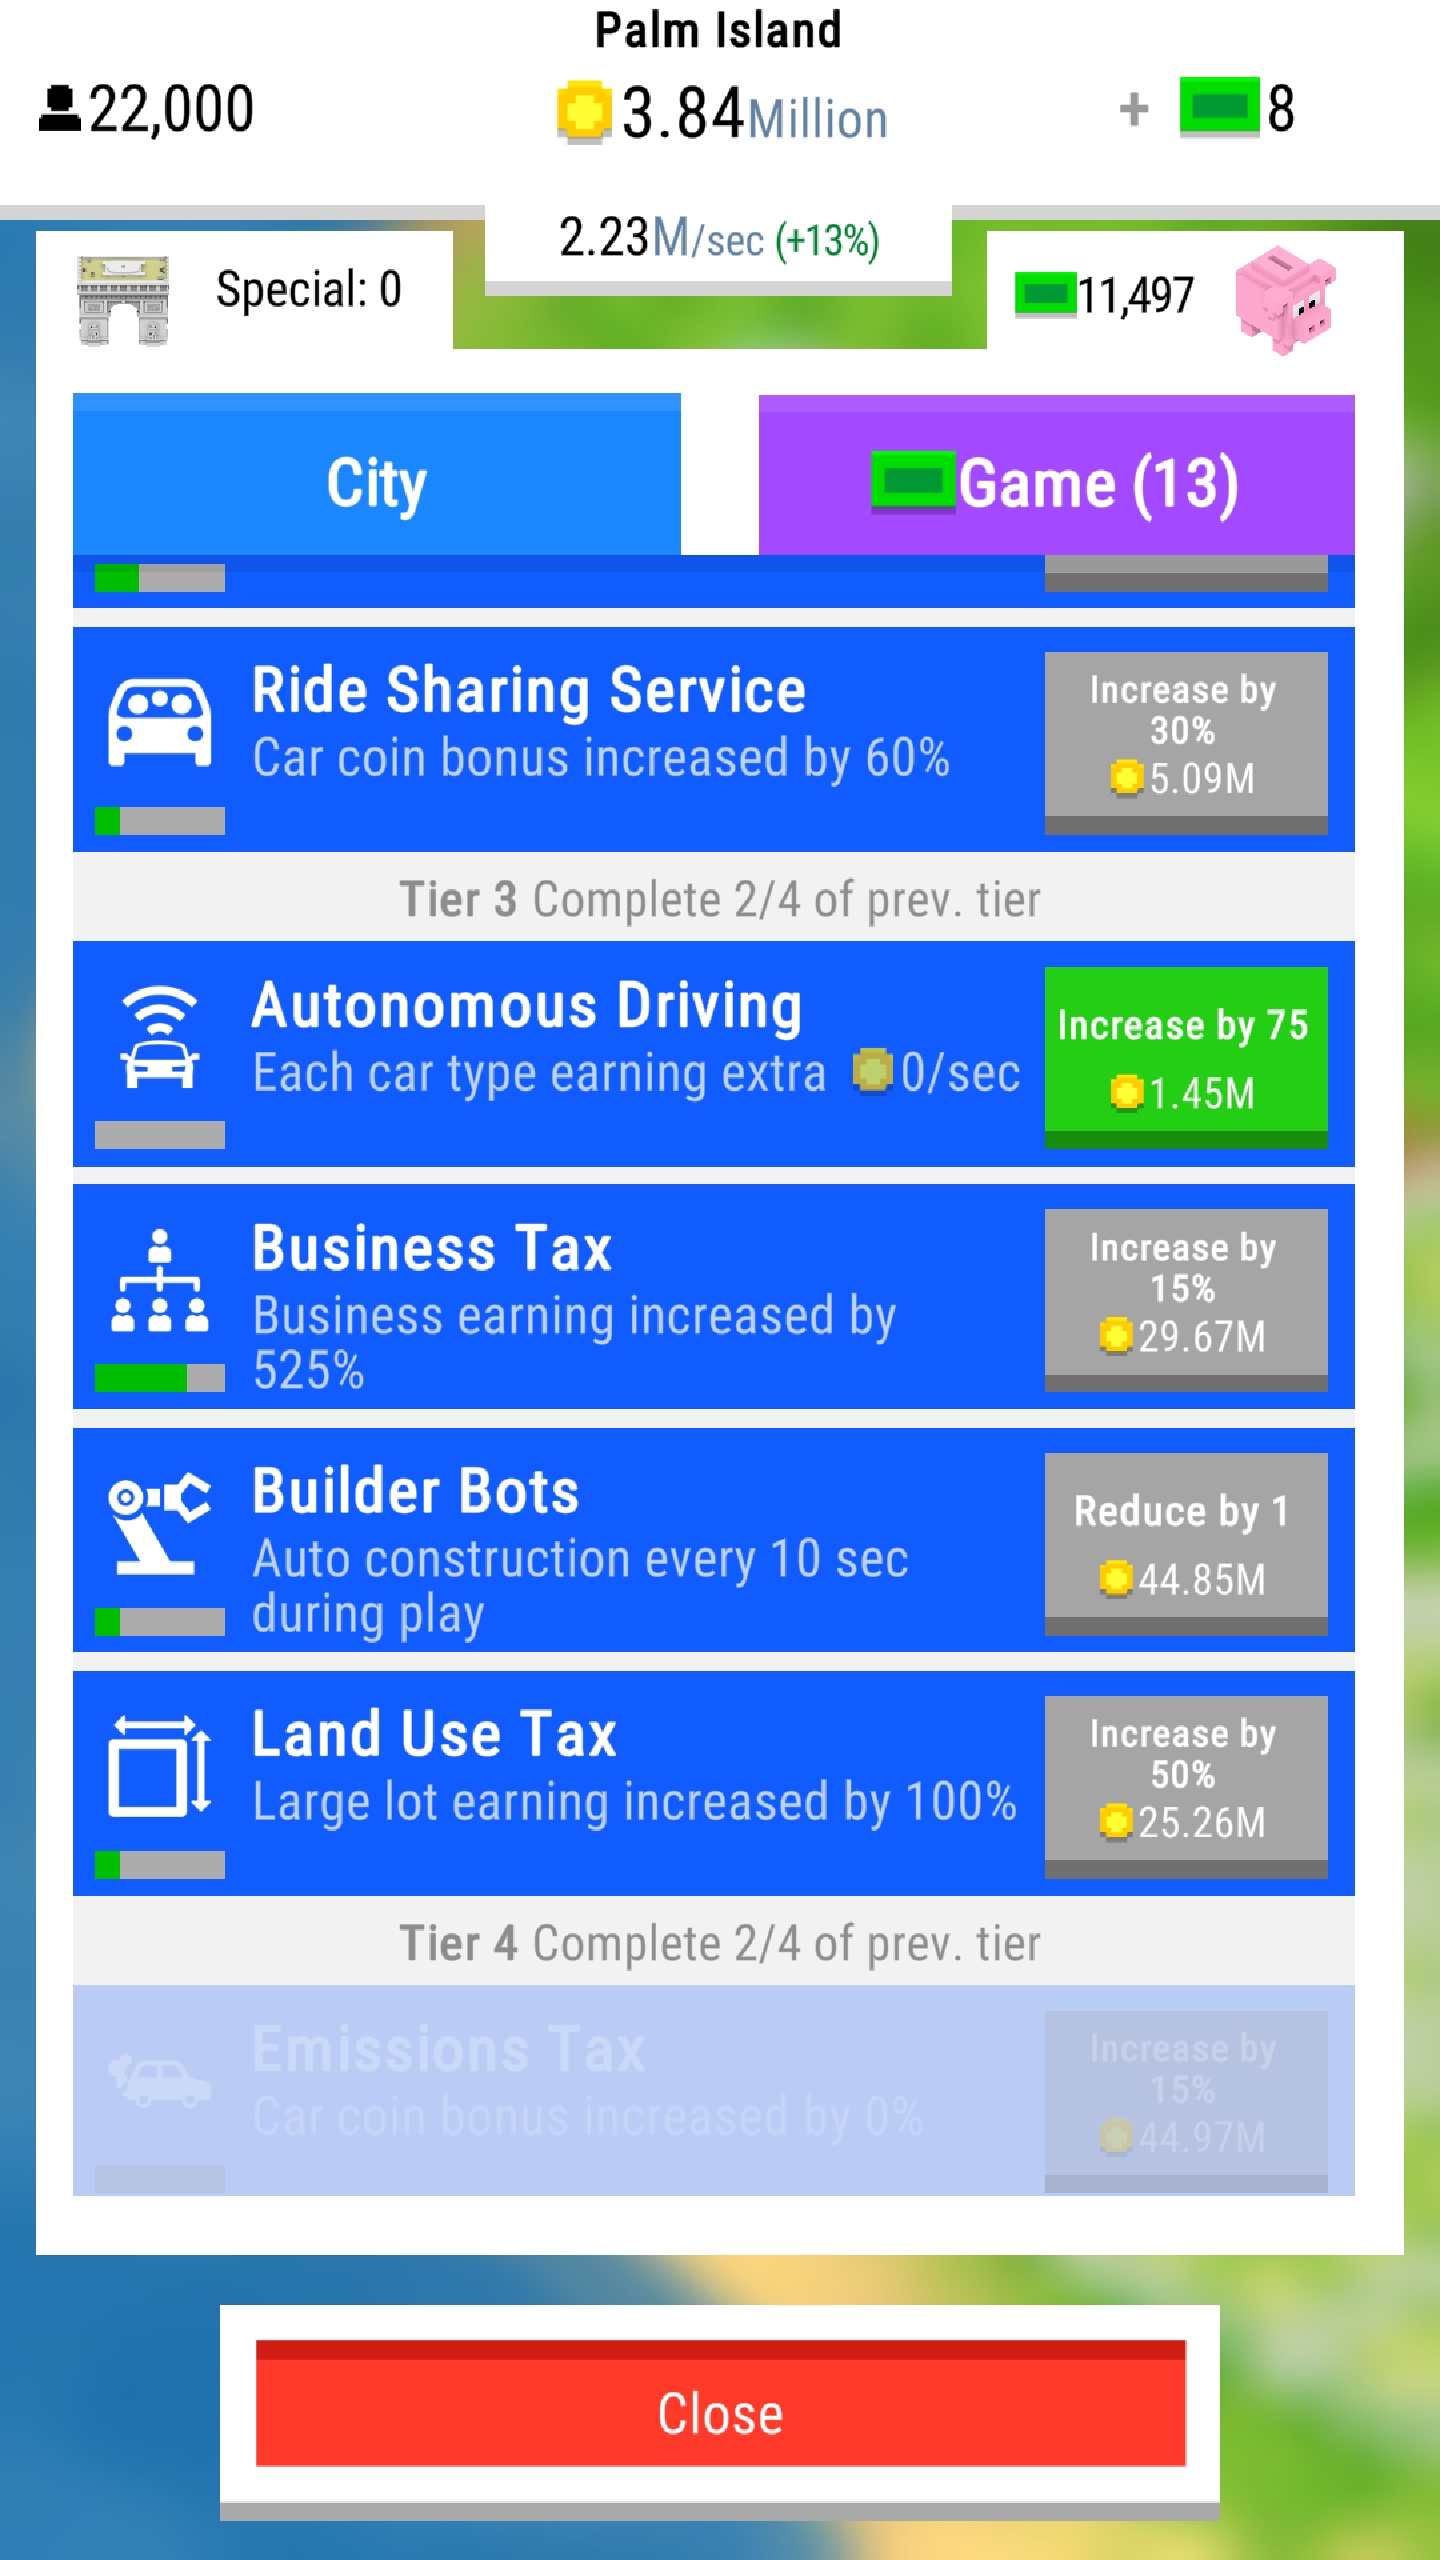 Palm Island
22,000
3.84Million
+ 8
2.23M/sec (+13%)
Special: 0
11,497
City
Game (13)
Ride Sharing Service
Car coin bonus increased by 60%
Increase by
30%
5.09M
Tier 3 Complete 2/4 of prev. tier
Autonomous Driving
Each car type earning extra 0/sec
Increase by 75
1.45M
Business Tax
Business earning increased by
525%
Increase by
15%
29.67M
Builder Bots
Auto construction every 10 sec
during play
Reduce by 1
44.85M
Land Use Tax
Large lot earning increased by 100%
Increase by
50%
25.26M
Tier 4 Complete 2/4 of prev. tier
Emissions Tax
Car coin bonus increased by 0%
Increase by
15%
44.97M
Close